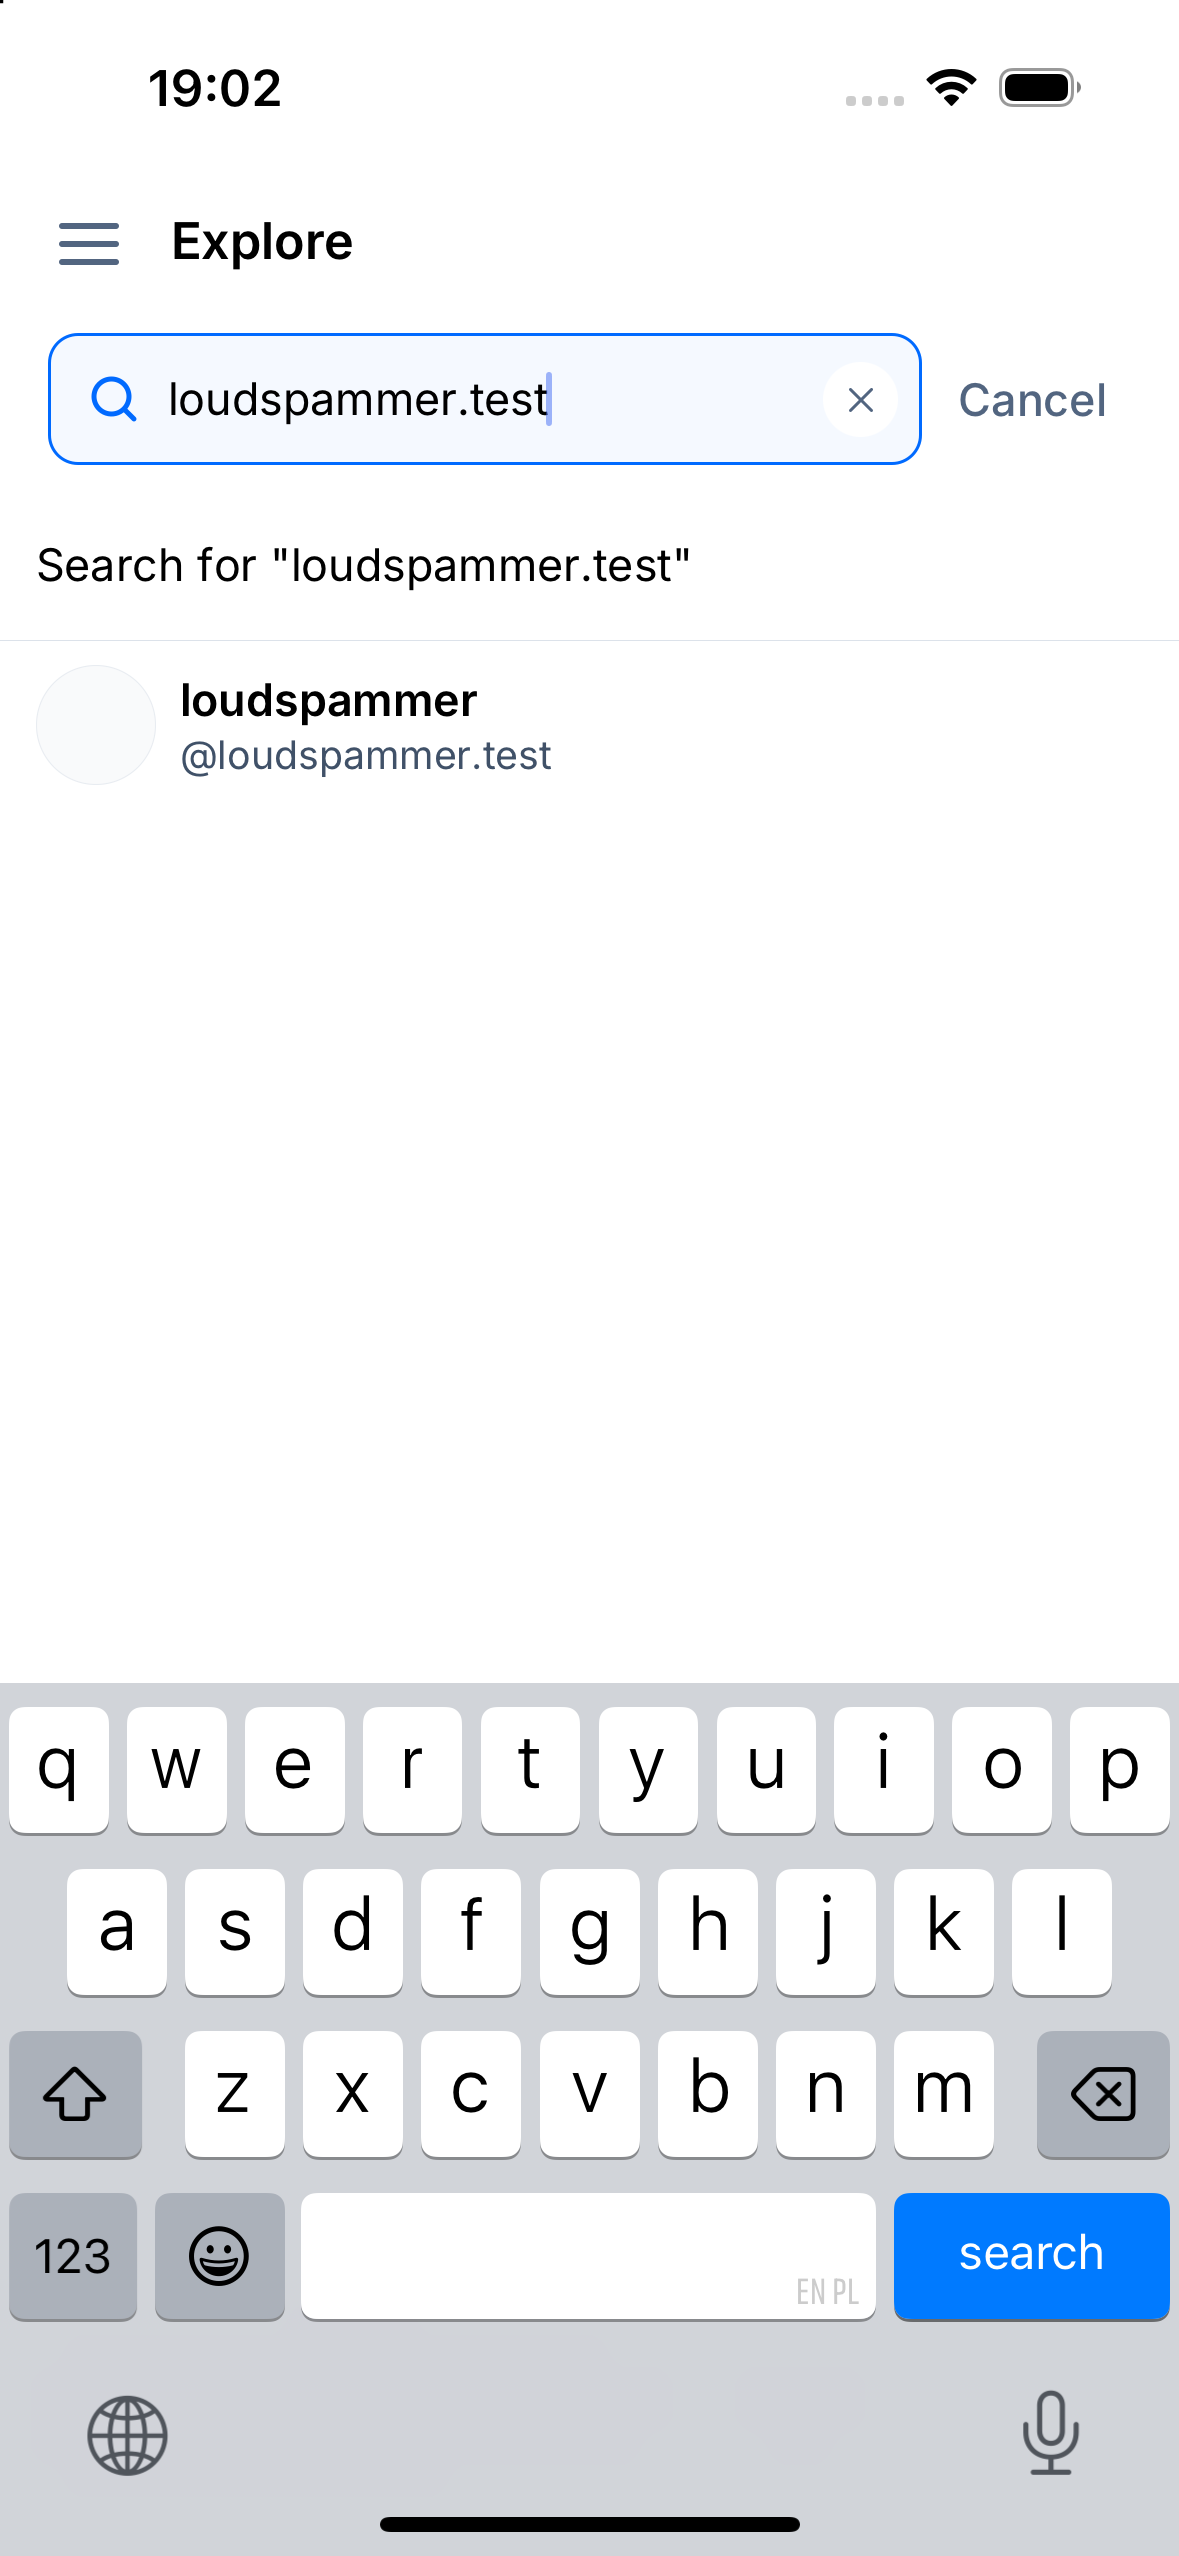 19:02
Explore
loudspammer.test
Cancel
Search for "loudspammer.test"
loudspammer
@loudspammer.test
q w e r t y u i o p
a s d f g h j k l
z x c v b n m
123
EN PL
search